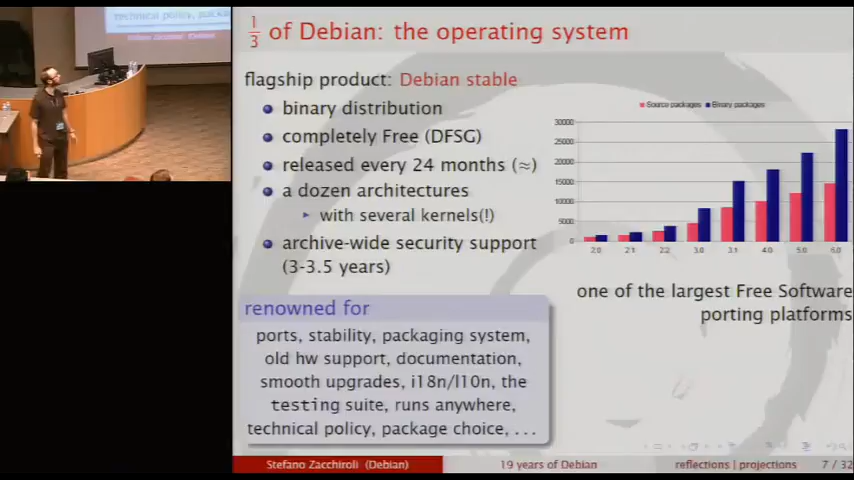 technical policy, packa
1
3
of Debian: the operating system
flagship product: Debian stable
binary distribution
completely Free (DFSG)
released every 24 months (≈)
a dozen architectures
with several kernels(!)
archive-wide security support
(3-3.5 years)
renowned for
ports, stability, packaging system,
old hw support, documentation,
smooth upgrades, i18n/l10n, the
testing suite, runs anywhere,
technical policy, package choice, ...
Source packages Binary packages
30000
25000
20000
15000
10000
5000
0
2.0 2.1 2.2 3.0 3.1 4.0 5.0 6.0
one of the largest Free Software
porting platforms
Stefano Zacchiroli (Debian) 19 years of Debian reflections | projections 7 / 32